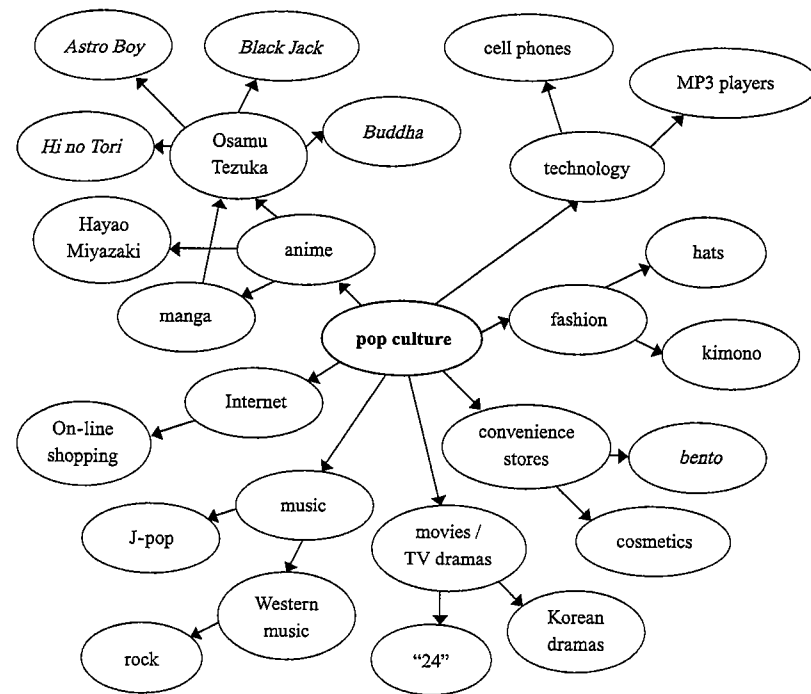 Astro Boy
Black Jack
cell phones
MP3 players
Hi no Tori
Osamu
Tezuka
Buddha
technology
Hayao
Miyazaki
anime
hats
manga
pop culture
fashion
kimono
Internet
On-line
shopping
convenience
stores
bento
music
J-pop
movies /
TV dramas
cosmetics
Western
music
Korean
dramas
rock
“24”